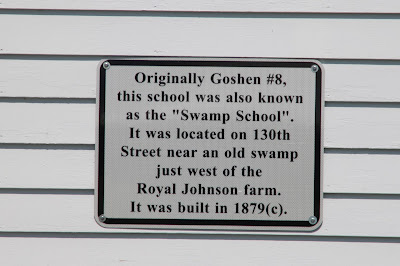 Originally Goshen #8,
this school was also known
as the "Swamp School".
It was located on 130th
Street near an old swamp
just west of the
Royal Johnson farm.
It was built in 1879(c).